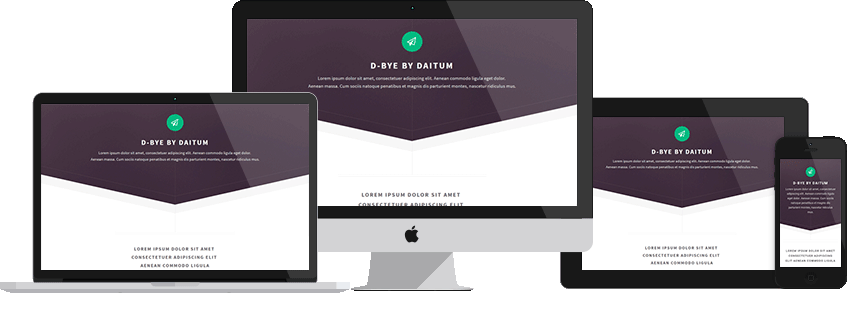 D-BYE BY DAITUM
Lorem ipsum dolor sit amet, consectetuer adipiscing elit. Aenean commodo ligula eget dolor.
Aenean massa. Cum sociis natoque penatibus et magnis dis parturient montes, nascetur ridiculus mus.
LOREM IPSUM DOLOR SIT AMET
CONSECTETUER ADIPISCING ELIT
D-BYE BY DAITUM
Lorem ipsum dolor sit amet, consectetuer adipiscing elit. Aenean commodo ligula eget dolor.
Aenean massa. Cum sociis natoque penatibus et magnis dis parturient montes, nascetur ridiculus mus.
LOREM IPSUM DOLOR SIT AMET
CONSECTETUER ADIPISCING ELIT
AENEAN COMMODO LIGULA
D-BYE BY DAITUM
Lorem ipsum dolor sit amet, consectetuer adipiscing elit. Aenean commodo ligula eget dolor.
Aenean massa. Cum sociis natoque penatibus et magnis dis parturient montes, nascetur ridiculus mus.
LOREM IPSUM DOLOR SIT AMET
CONSECTETUER ADIPISCING ELIT
AENEAN COMMODO LIGULA
D-BYE BY DAITUM
LOREM IPSUM DOLOR SIT AMET
CONSECTETUER ADIPISCING ELIT
AENEAN COMMODO LIGULA